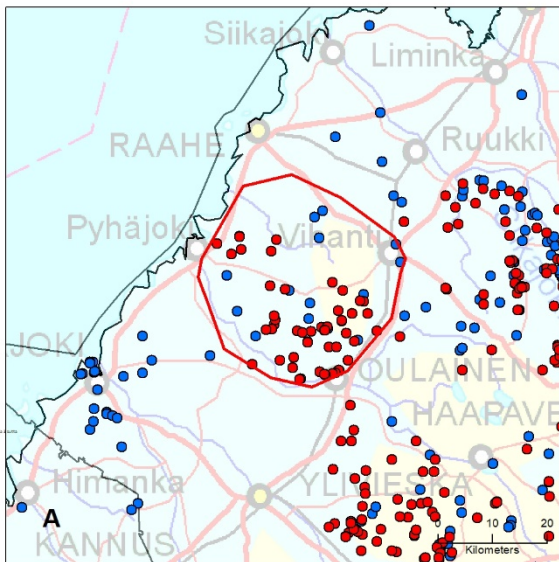 Siikajoki
Liminka
RAAHE
Ruukki
Pyhäjoki
Vihanti
JOKI
OULAINEN
HAAPAVE
Himanka
YLIVIESKA
A
KANNUS
0 10 20
Kilometers